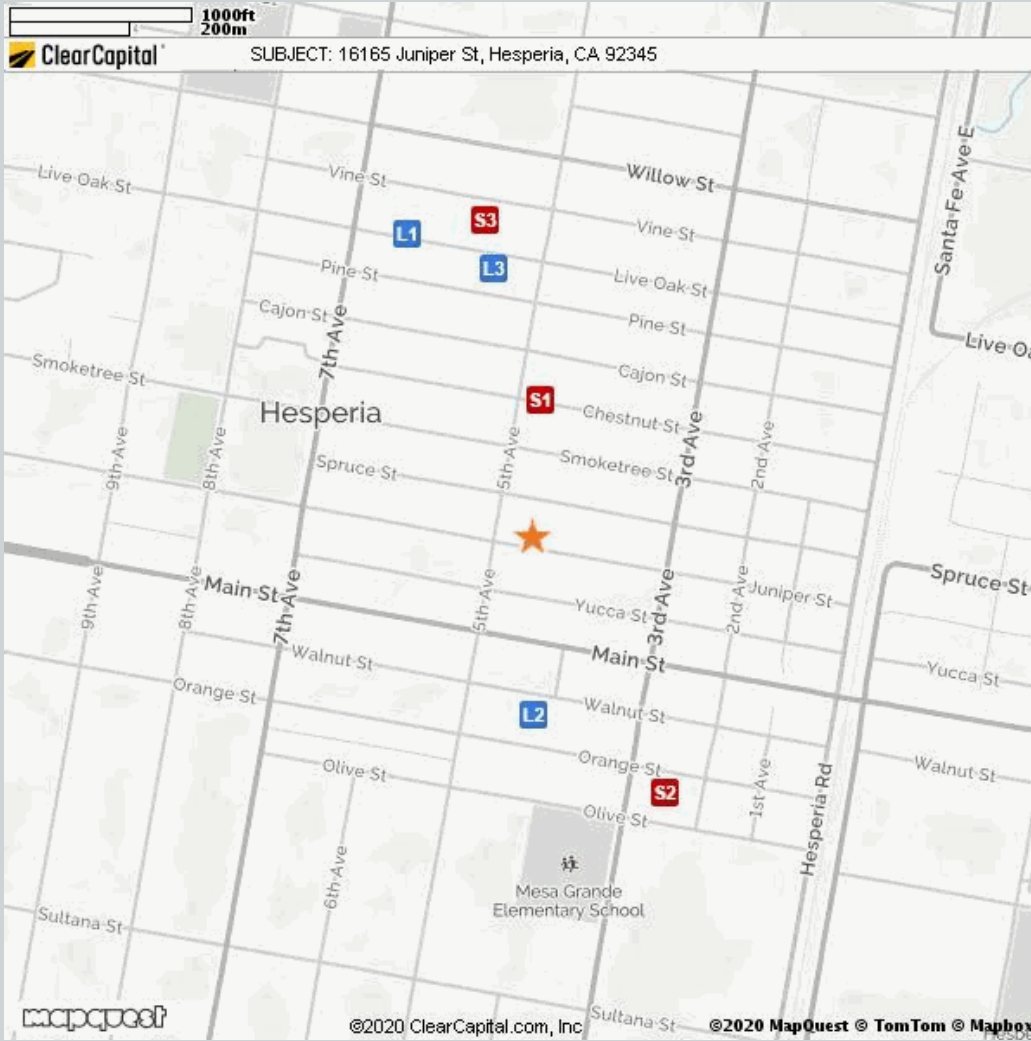 1000ft
200m
ClearCapital
SUBJECT: 16165 Juniper St, Hesperia, CA 92345
Live Oak St
Vine St
Willow St
Santa Fe Ave E
S3
L1
Vine St
L3
Pine St
Live Oak St
Cajon St
Pine St
7th Ave
Live Oa
Smoketree St
Cajon St
S1
Hesperia
Chestnut St
3rd Ave
9th Ave
8th Ave
Spruce St
5th Ave
Smoketree St
2nd Ave
Main St
9th Ave
8th Ave
7th Ave
5th Ave
Yucca St
3rd Ave
2nd Ave
Juniper St
Spruce St
Walnut St
Main St
Yucca St
Orange St
L2
Walnut St
Olive St
Orange St
S2
1st Ave
Walnut St
Olive St
Hesperia Rd
6th Ave
Mesa Grande
Elementary School
Sultana St
mapquest
©2020 ClearCapital.com, Inc
Sultana St
©2020 MapQuest © TomTom © Mapbox